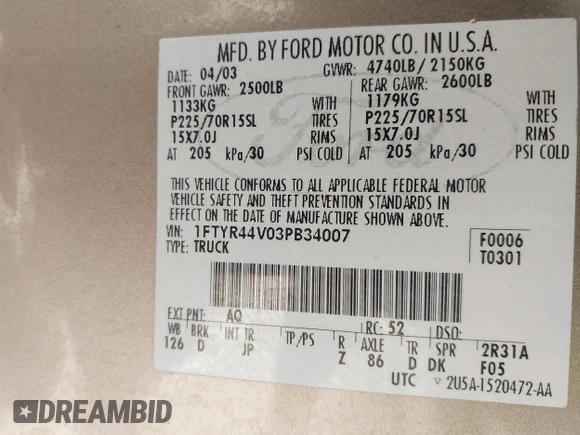 MFD. BY FORD MOTOR CO. IN U.S.A.
DATE: 04/03 GVWR: 4740LB/ 2150KG
FRONT GAWR: 2500LB REAR GAWR: 2600LB
1133KG WITH 1179KG WITH
P225/70R15SL TIRES P225/70R15SL TIRES
15X7.0J RIMS 15X7.0J RIMS
AT 205 kPa/30 PSI COLD AT 205 kPa/30 PSI COLD
THIS VEHICLE CONFORMS TO ALL APPLICABLE FEDERAL MOTOR
VEHICLE SAFETY AND THEFT PREVENTION STANDARDS IN
EFFECT ON THE DATE OF MANUFACTURE SHOWN ABOVE.
VIN: 1FTYR44V03PB34007 F0006
TYPE: TRUCK T0301
EXT PNT: AQ RC: 52 DSO:
WB BRK INT TR TP/PS R AXLE TR SPR 2R31A
126 D JP Z 86 D DK F05
UTC ▽ 2U5A-1520472-AA
Ford
DREAMBID